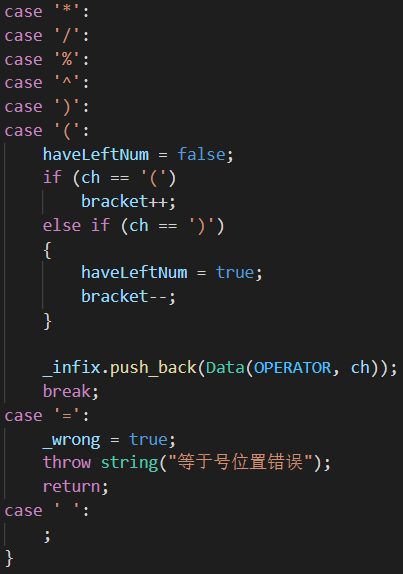 case '*':
case '/':
case '%':
case '^':
case ')':
case '(':
    haveLeftNum = false;
    if (ch == '(')
        bracket++;
    else if (ch == ')')
    {
        haveLeftNum = true;
        bracket--;
    }

    _infix.push_back(Data(OPERATOR, ch));
    break;
case '=':
    _wrong = true;
    throw string("等于号位置错误");
    return;
case ' ':
    ;
}